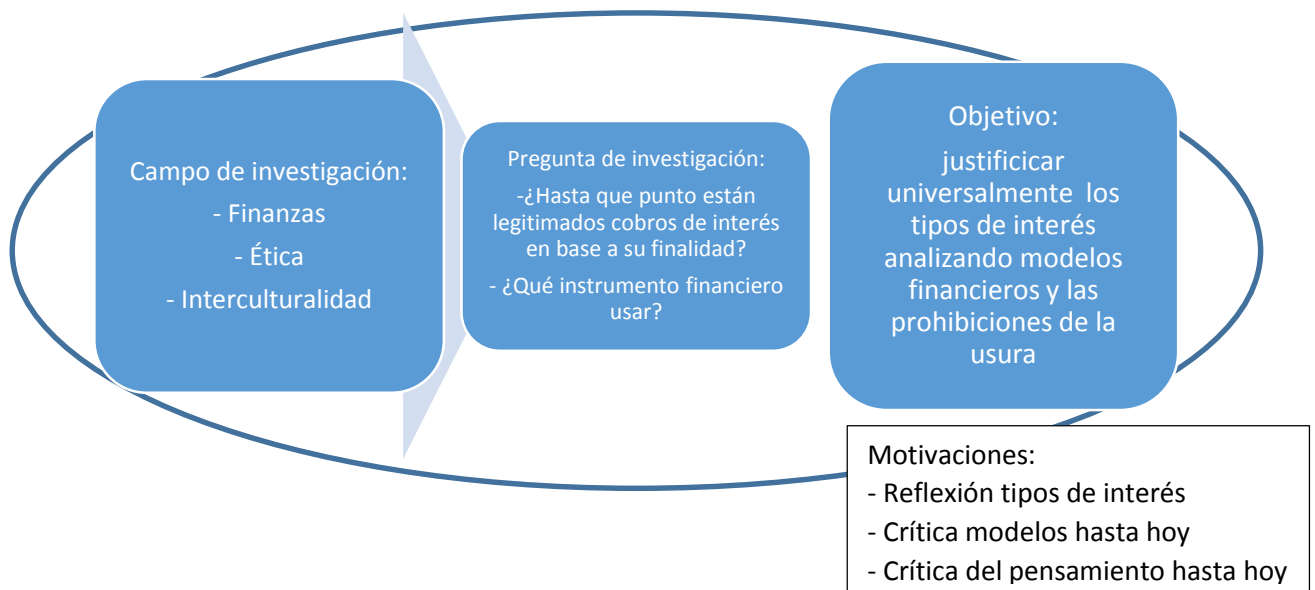 Campo de investigación:
- Finanzas
- Ética
- Interculturalidad
Pregunta de investigación:
-¿Hasta que punto están
legitimados cobros de interés
en base a su finalidad?
- ¿Qué instrumento financiero
usar?
Objetivo:
justificicar
universalmente los
tipos de interés
analizando modelos
financieros y las
prohibiciones de la
usura
Motivaciones:
- Reflexión tipos de interés
- Crítica modelos hasta hoy
- Crítica del pensamiento hasta hoy